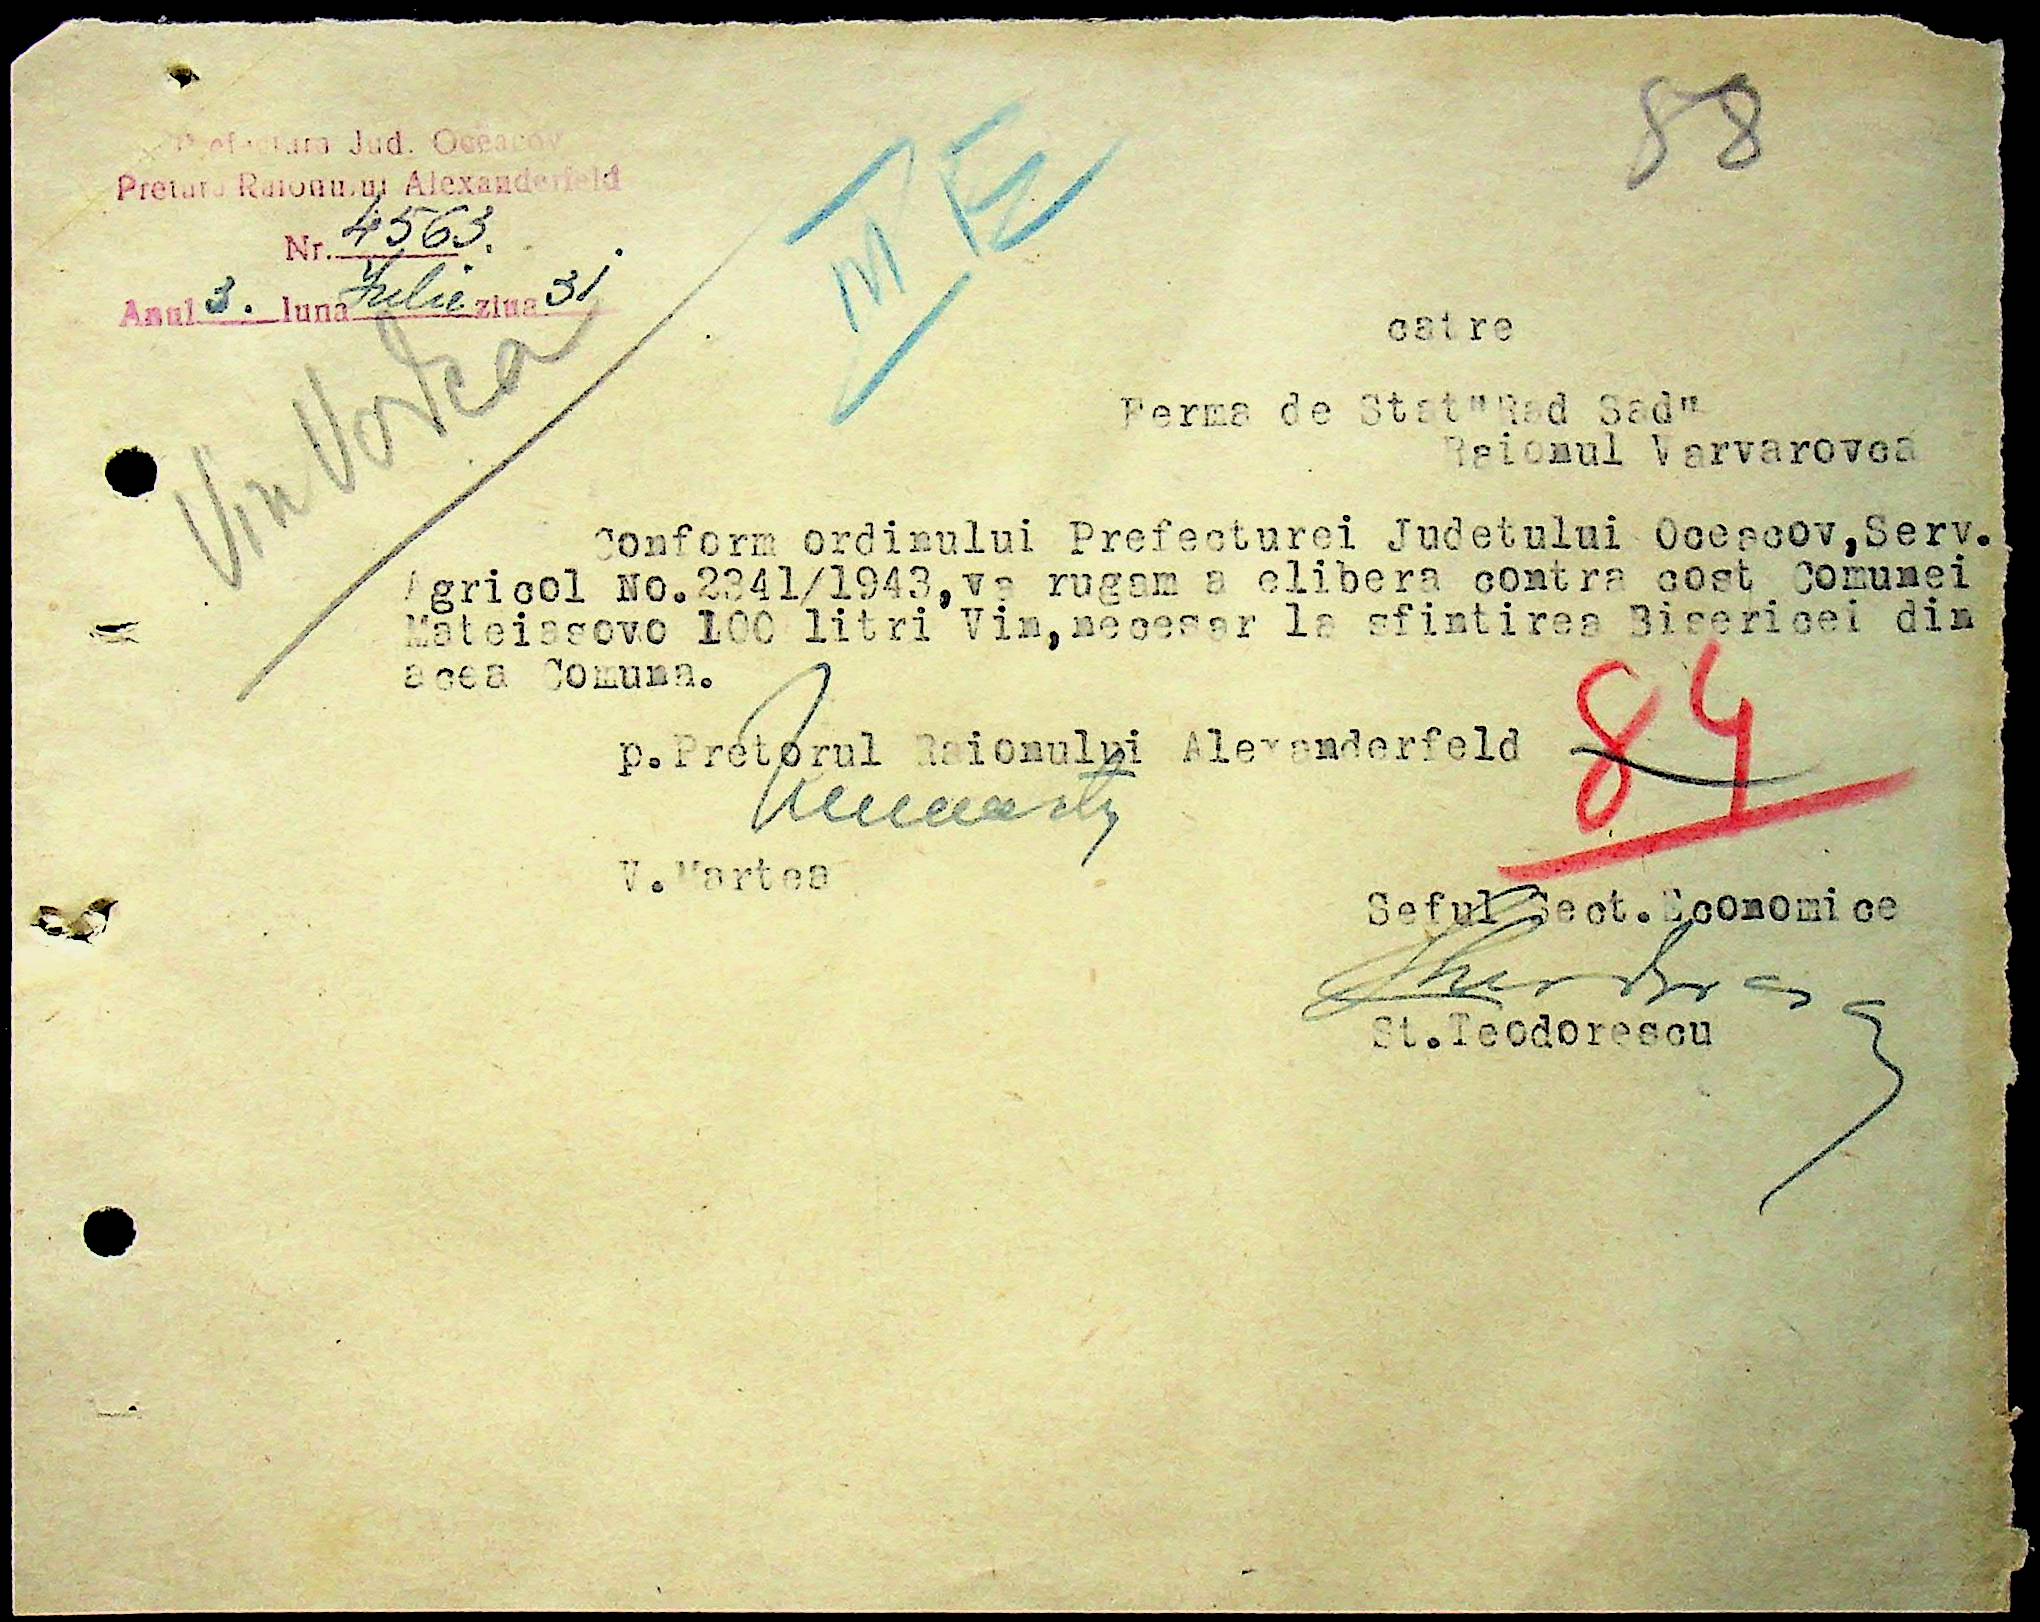 88
Prefectura Jud. Oceacov
Pretura Raionului Alexanderfeld
Nr. 4563.
Anul 3. luna Iulie ziua 31.
Vin Votca
catre
Ferma de Stat"Rad Sad"
Raionul Varvarovca
Conform ordinului Prefecturei Judetului Oceacov,Serv.
Agricol No.2341/1943,va rugam a elibera contra cost Comunei
Mateiasovo 100 litri Vin,necesar la sfintirea Bisericei din
acea Comuna.
84
p.Pretorul Raionului Alexanderfeld
V.Martea
Seful Sect.Economice
St.Teodorescu